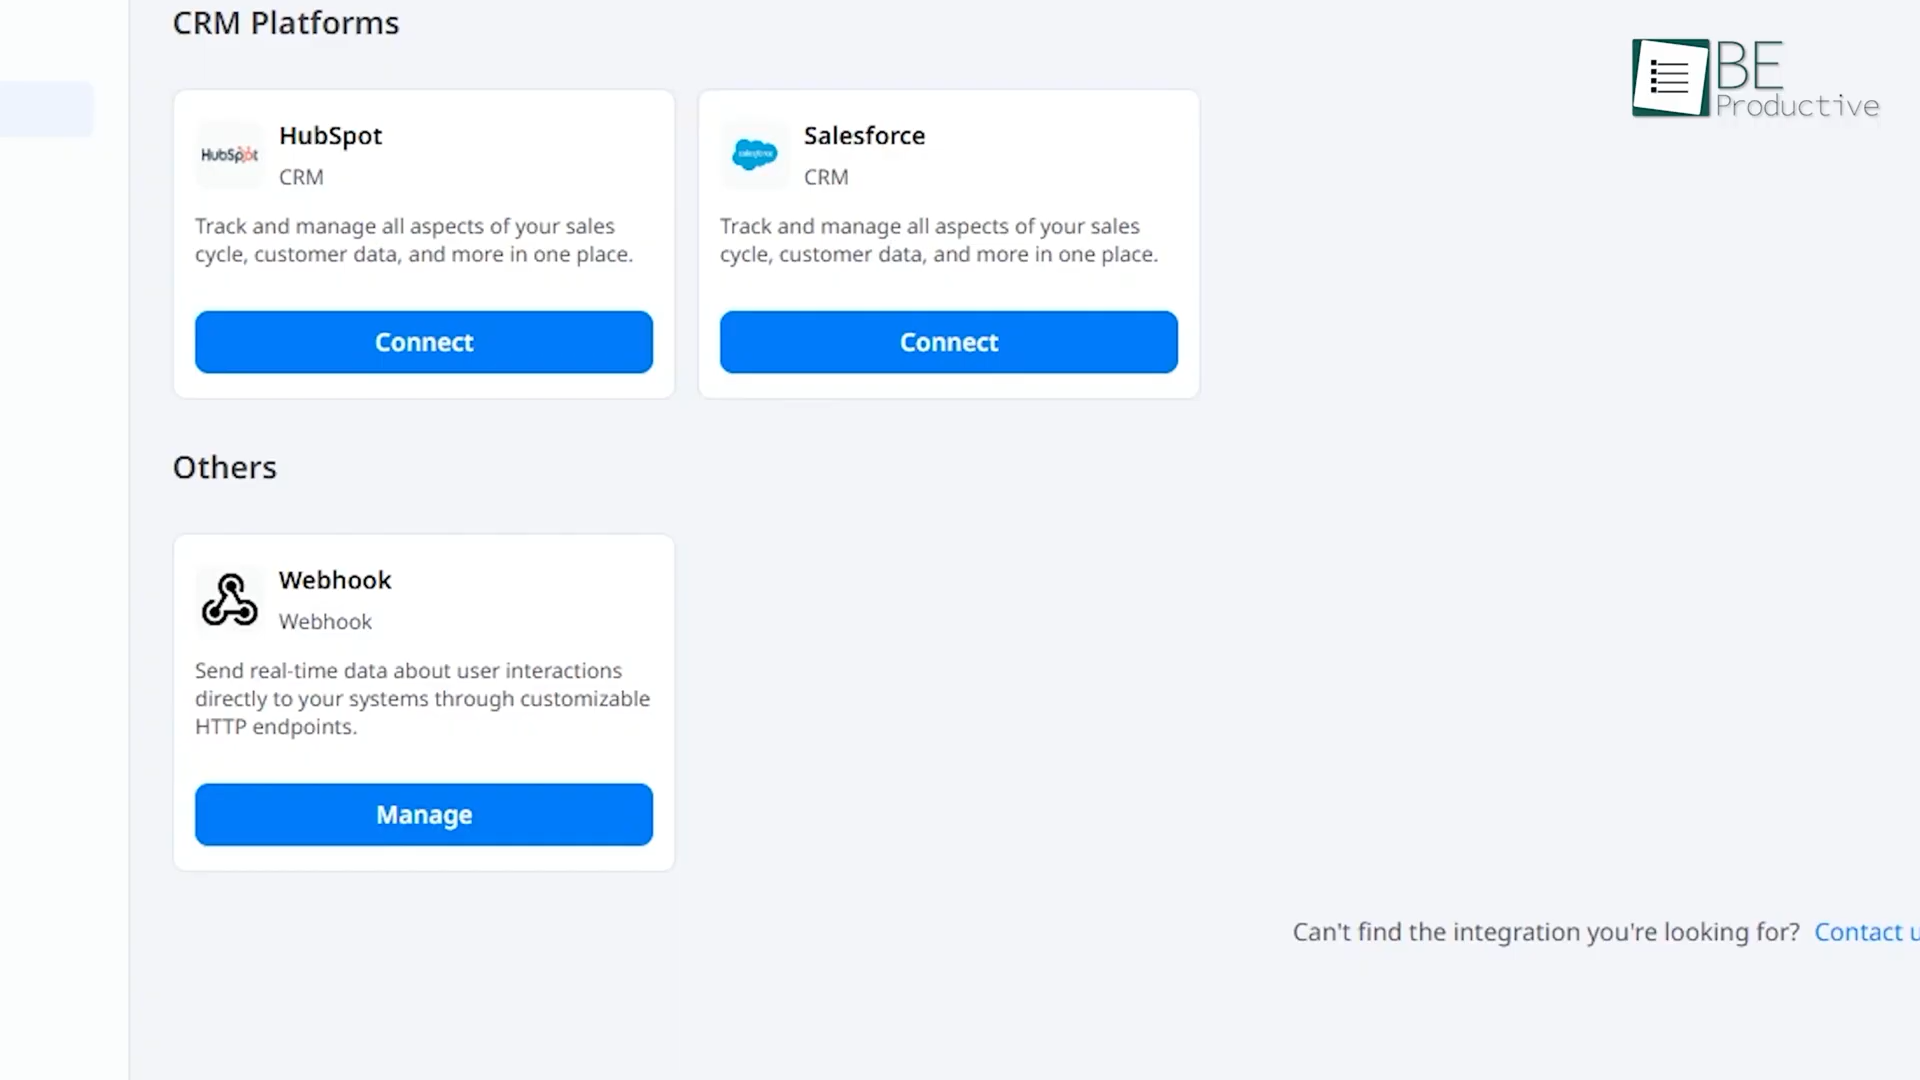 CRM Platforms
BE
Productive
HubSpot
HubSpot
CRM
Track and manage all aspects of your sales
cycle, customer data, and more in one place.
Connect
salesforce
Salesforce
CRM
Track and manage all aspects of your sales
cycle, customer data, and more in one place.
Connect
Others
Webhook
Webhook
Send real-time data about user interactions
directly to your systems through customizable
HTTP endpoints.
Manage
Can't find the integration you're looking for? Contact u